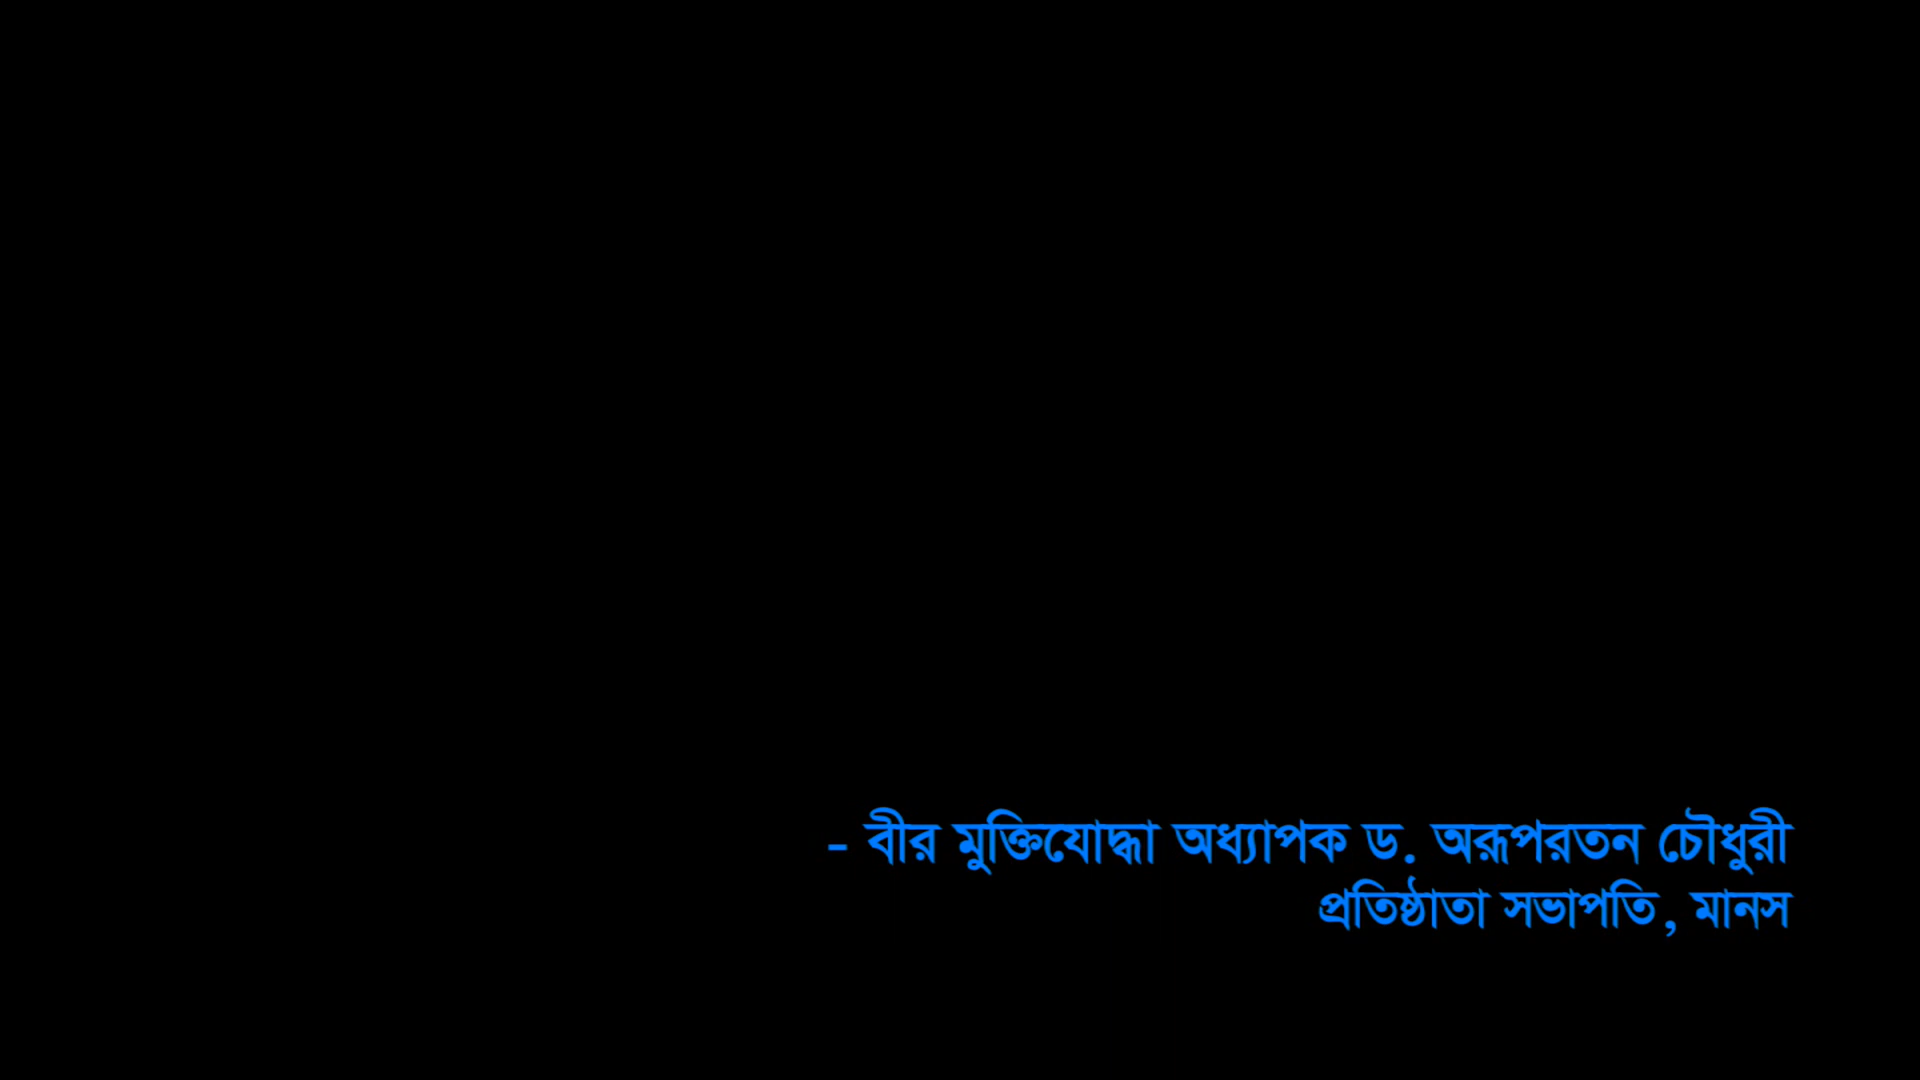 - বীর মুক্তিযোদ্ধা অধ্যাপক ড. অরূপরতন চৌধুরী
প্রতিষ্ঠাতা সভাপতি, মানস